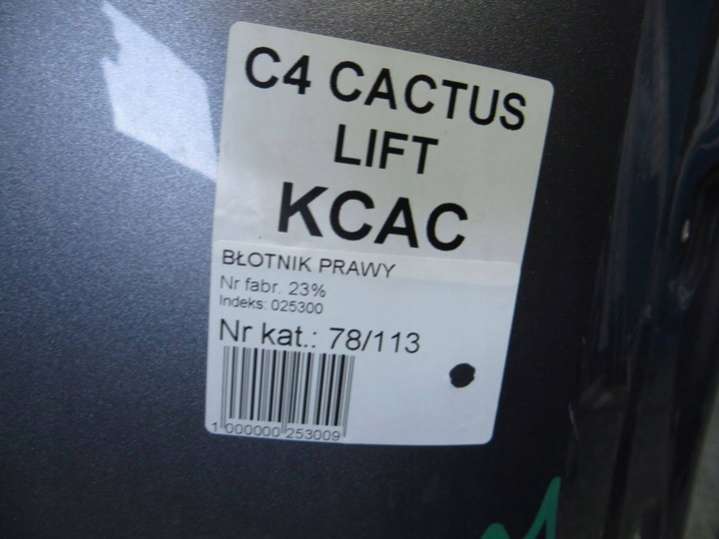 C4 CACTUS
LIFT
KCAC
BŁOTNIK PRAWY
Nr fabr. 23%
Indeks: 025300
Nr kat.: 78/113
1 000000 253009